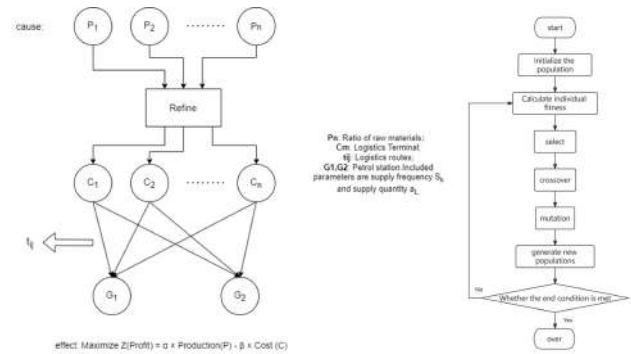 cause:
P1
P2
Pn
Refine
C1
C2
Cn
tij
G1
G2
effect: Maximize Z(Profit) = α × Production(P) - β × Cost (C)
Pn: Ratio of raw materials;
Cm: Logistics Terminal;
tij: Logistics routes;
G1,G2: Petrol station.Included
parameters are supply frequency Sk
and supply quantity aL
start
Initialize the
population
Calculate individual
fitness
select
crossover
mutation
generate new
populations
No
Whether the end condition is met
Yes
over